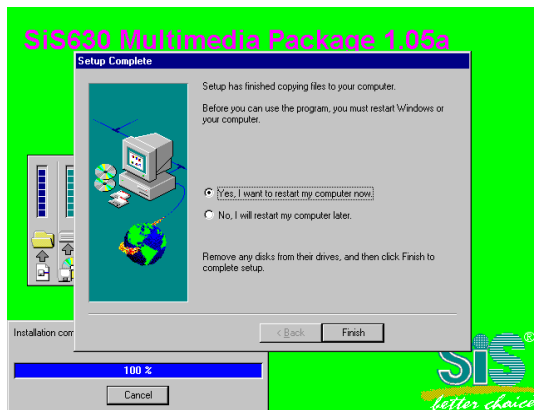 SiS630 Multimedia Package 1.05a
Setup Complete
Setup has finished copying files to your computer.
Before you can use the program, you must restart Windows or
your computer.
Yes, I want to restart my computer now.
No, I will restart my computer later.
Remove any disks from their drives, and then click Finish to
complete setup.
< Back
Finish
Installation com
100 %
Cancel
SiS®
better choice